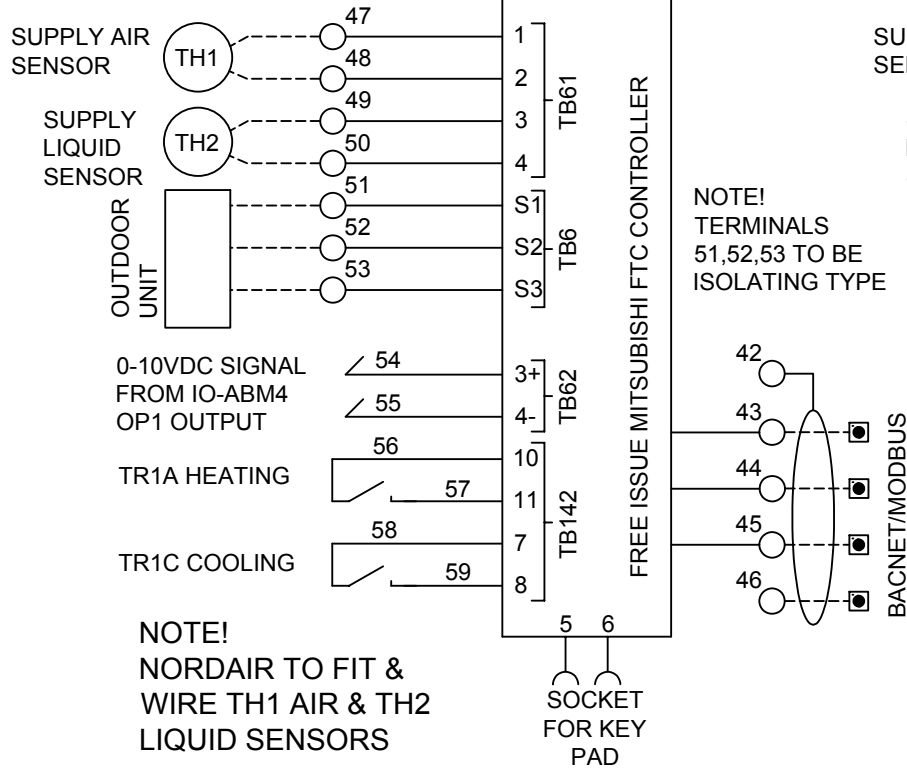 SUPPLY AIR
SENSOR
TH1
47
48
1
2
SUPPLY
LIQUID
SENSOR
TH2
49
50
3
4
TB61
OUTDOOR
UNIT
51
52
53
S1
S2
S3
TB6
0-10VDC SIGNAL
FROM IO-ABM4
OP1 OUTPUT
54
55
3+
4-
TB62
TR1A HEATING
56
57
10
11
TR1C COOLING
58
59
7
8
TB142
FREE ISSUE MITSUBISHI FTC CONTROLLER
5 6
SOCKET
FOR KEY
PAD
NOTE!
NORDAIR TO FIT &
WIRE TH1 AIR & TH2
LIQUID SENSORS
NOTE!
TERMINALS
51,52,53 TO BE
ISOLATING TYPE
42
43
44
45
46
BACNET/MODBUS
SU
SE